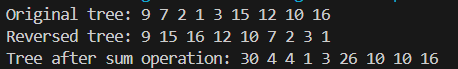 Original tree: 9 7 2 1 3 15 12 10 16
Reversed tree: 9 15 16 12 10 7 2 3 1
Tree after sum operation: 30 4 4 1 3 26 10 10 16